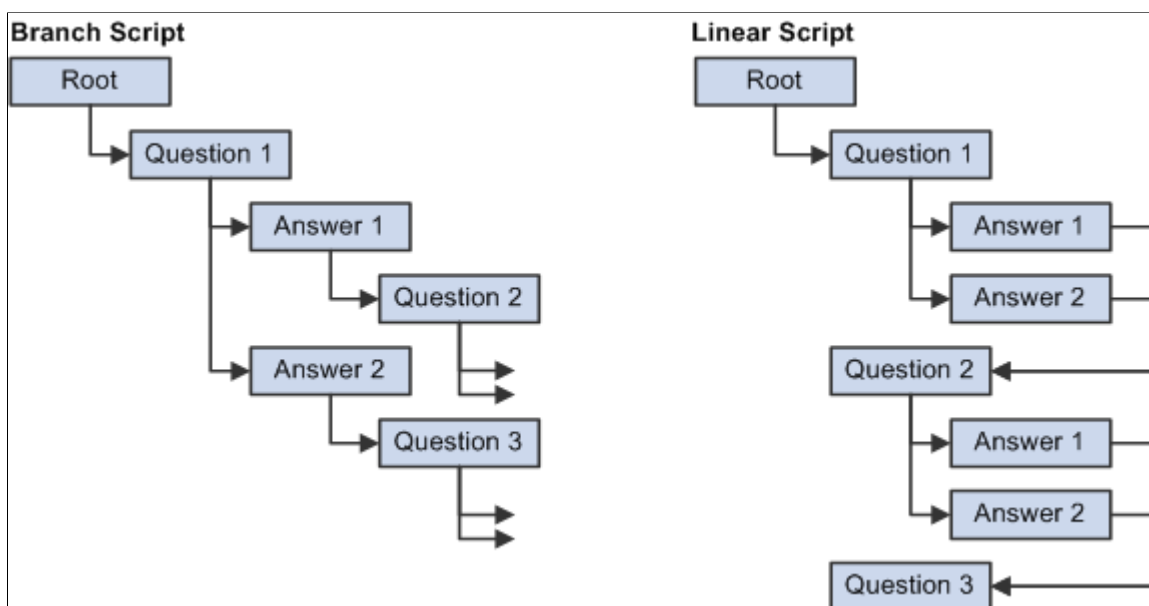 Branch Script
Root
Question 1
Answer 1
Question 2
Answer 2
Question 3
Linear Script
Root
Question 1
Answer 1
Answer 2
Question 2
Answer 1
Answer 2
Question 3